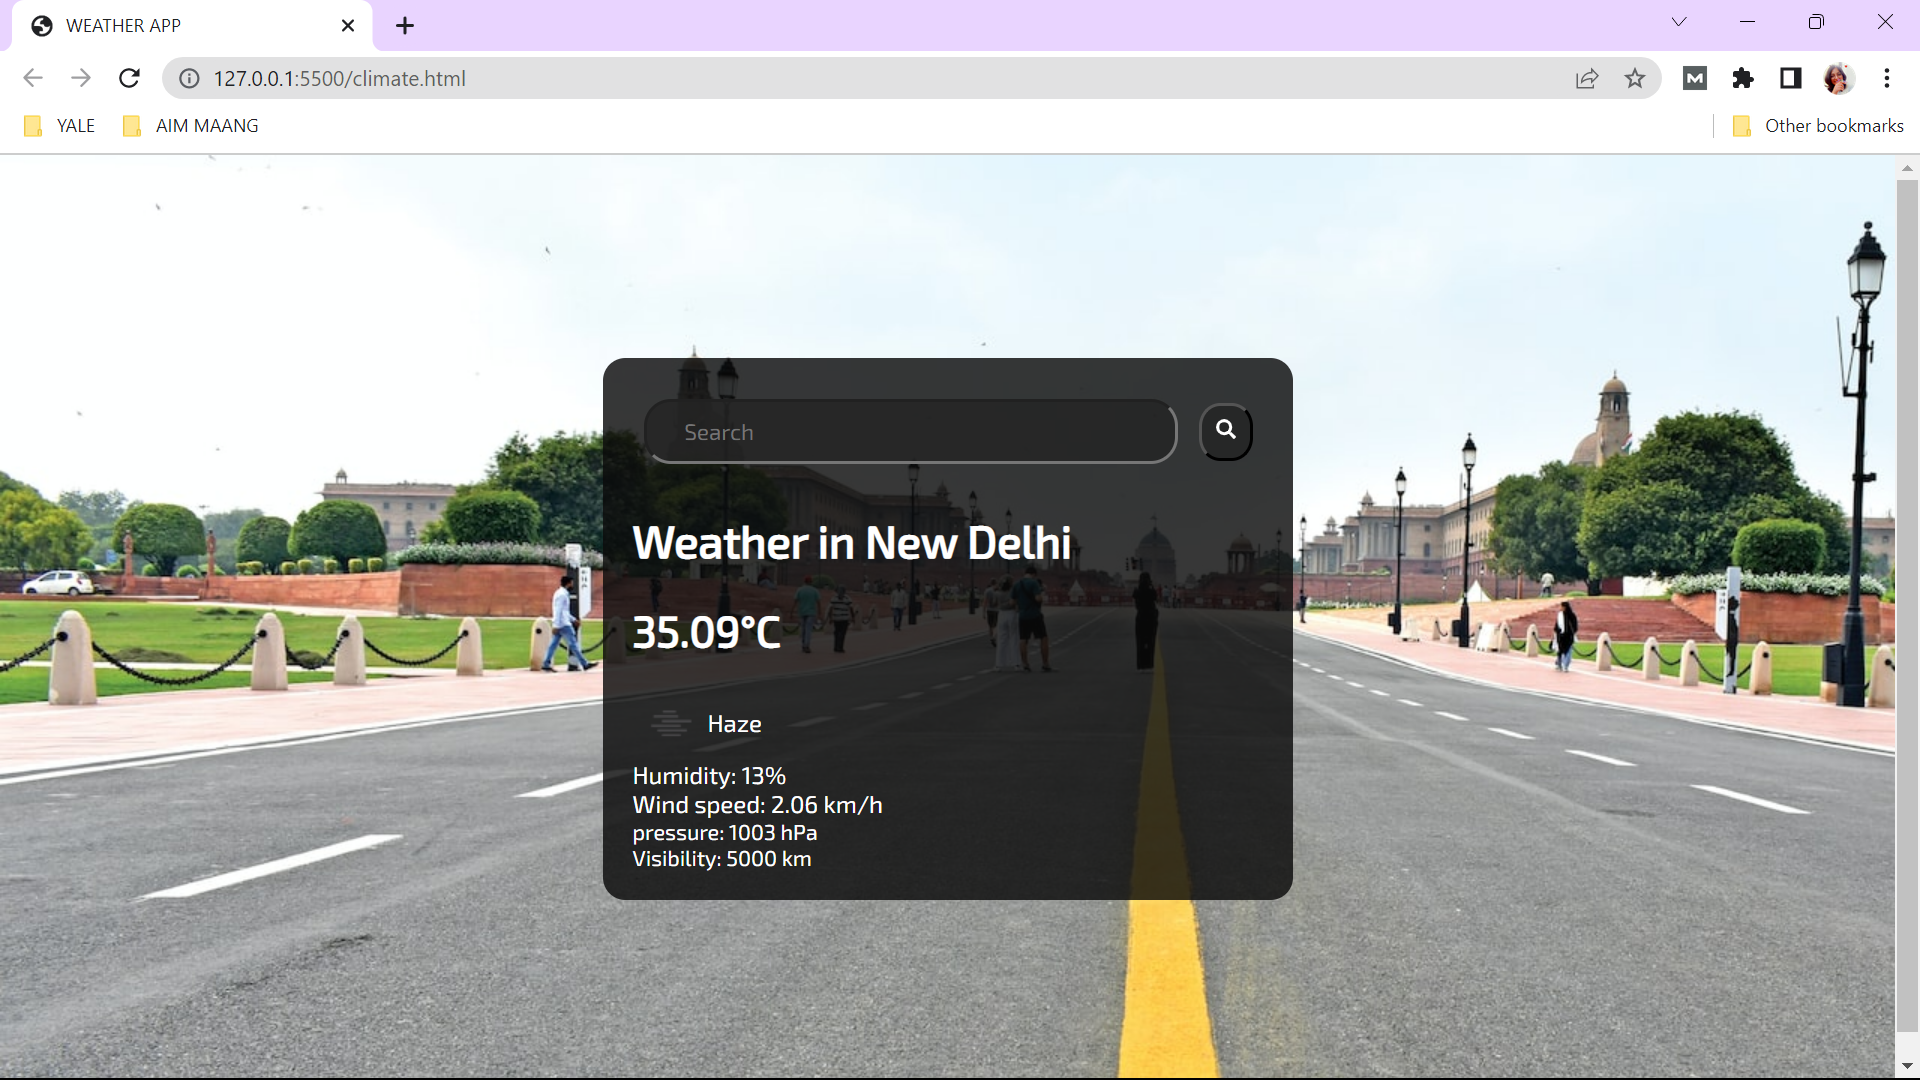 WEATHER APP
127.0.0.1:5500/climate.html
YALE
AIM MAANG
Other bookmarks
Search
Weather in New Delhi
35.09°C
Haze
Humidity: 13%
Wind speed: 2.06 km/h
pressure: 1003 hPa
Visibility: 5000 km